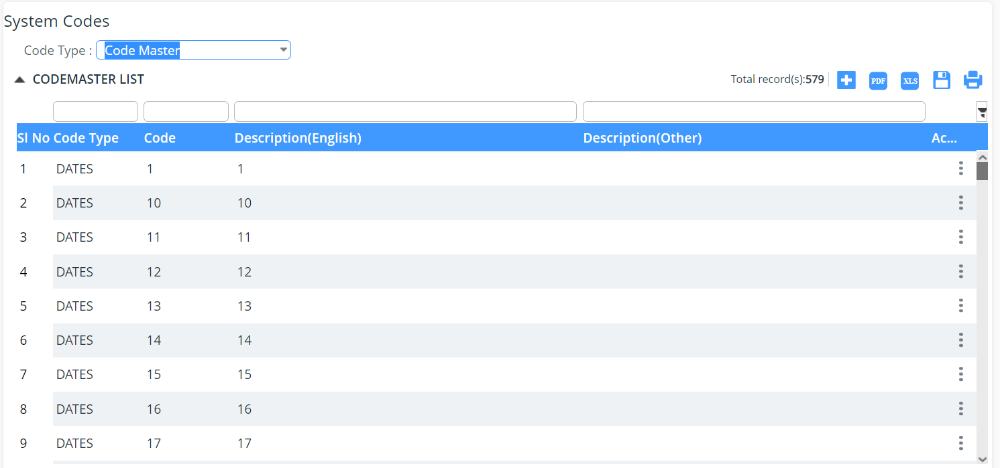 System Codes
Code Type : Code Master
CODEMASTER LIST Total record(s):579 PDF XLS
Sl No Code Type Code Description(English) Description(Other) Ac...
1 DATES 1 1
2 DATES 10 10
3 DATES 11 11
4 DATES 12 12
5 DATES 13 13
6 DATES 14 14
7 DATES 15 15
8 DATES 16 16
9 DATES 17 17